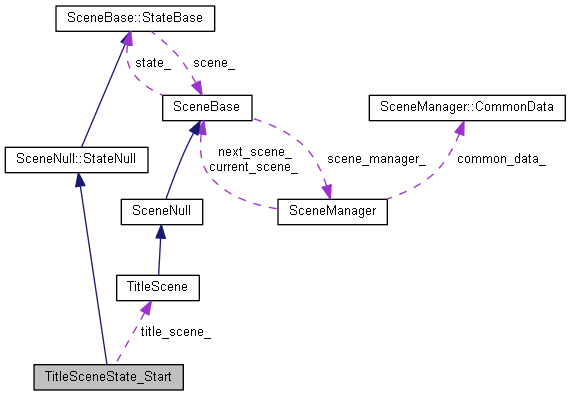 SceneBase::StateBase
state_
scene_
SceneBase
SceneManager::CommonData
SceneNull::StateNull
next_scene_
current_scene_
scene_manager_
common_data_
SceneNull
SceneManager
TitleScene
title_scene_
TitleSceneState_Start